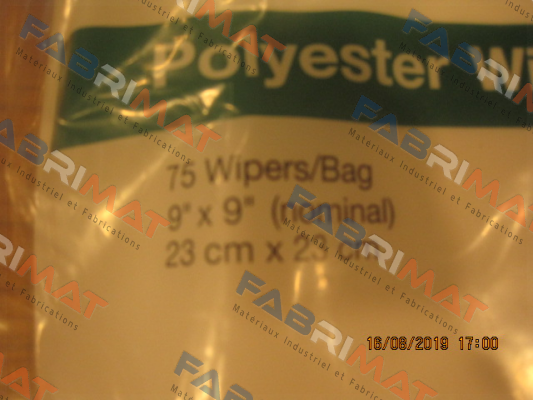 Polyester Wi
75 Wipers/Bag
9" x 9" (nominal)
23 cm x 23 c
16/08/2019 17:00
FABRIMAT
Materiaux Industriel et Fabrications